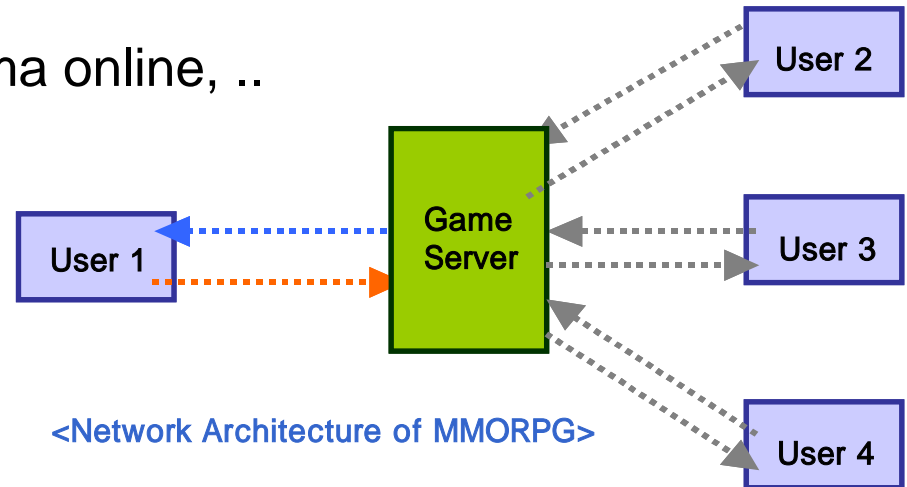 na online, ..
User 2
Game
Server
User 1
User 3
<Network Architecture of MMORPG>
User 4